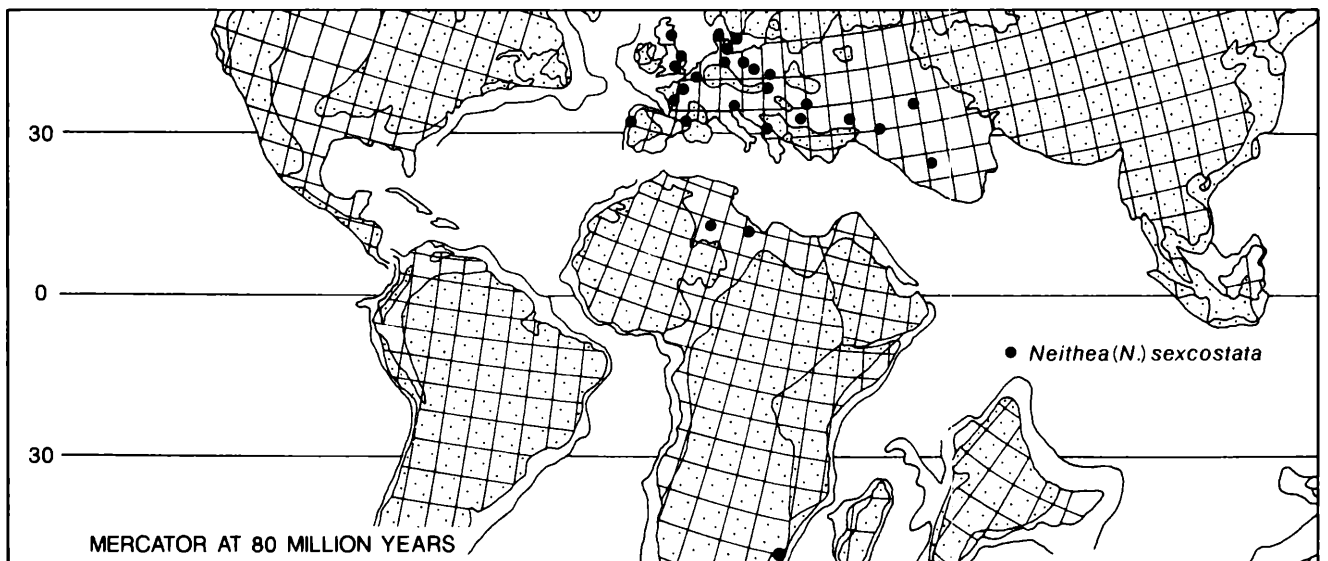 30
0
Neithea (N.) sexcostata
30
MERCATOR AT 80 MILLION YEARS